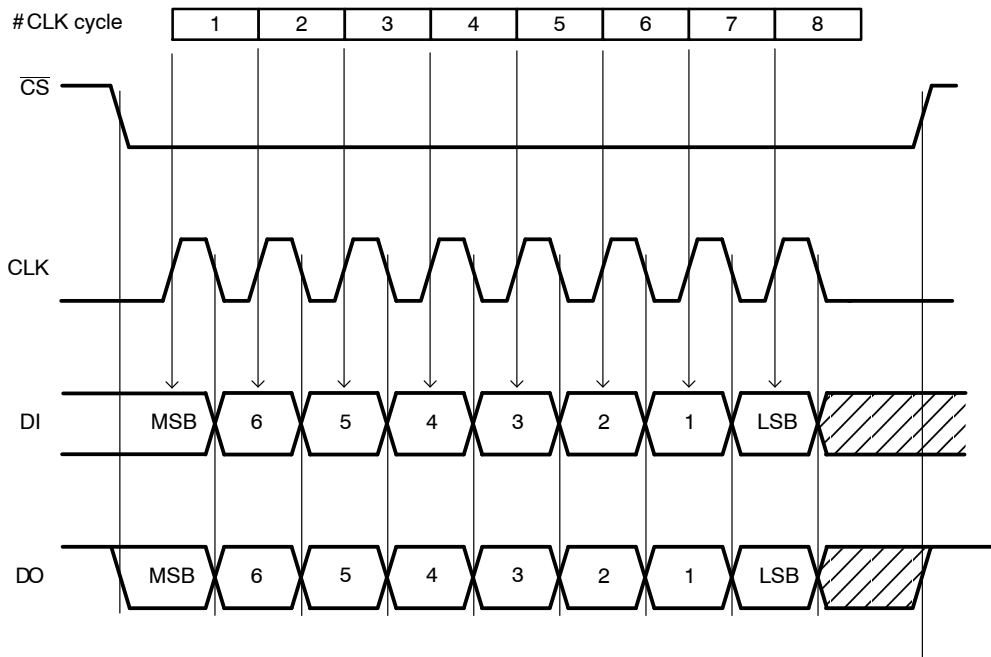 #CLK cycle 1 2 3 4 5 6 7 8
CS
CLK
DI MSB 6 5 4 3 2 1 LSB
DO MSB 6 5 4 3 2 1 LSB